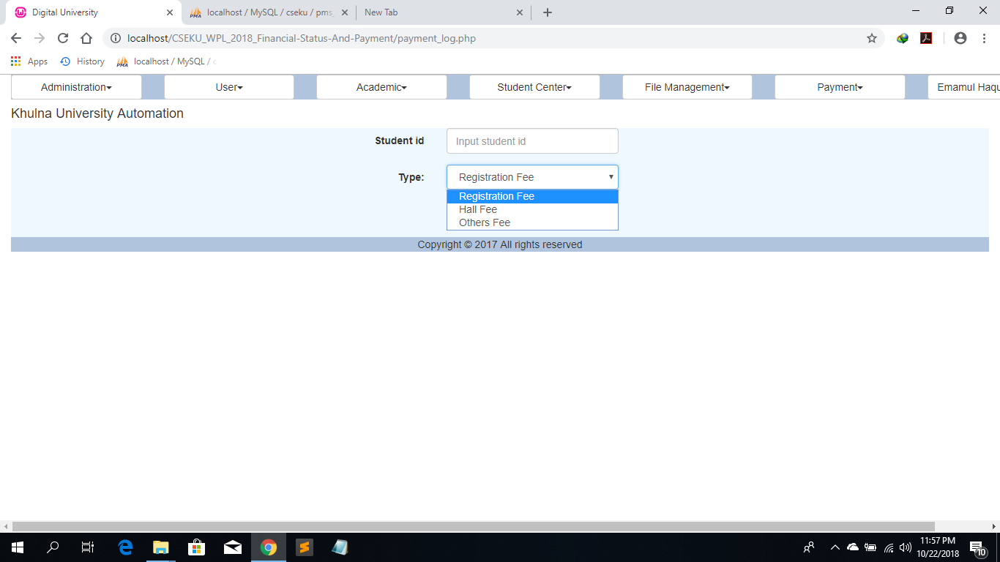 Digital University
localhost / MySQL / cseku / pms_
New Tab
localhost/CSEKU_WPL_2018_Financial-Status-And-Payment/payment_log.php
Apps History localhost / MySQL / c
Administration User Academic Student Center File Management Payment Emamul Haqu
Khulna University Automation
Student id Input student id
Type: Registration Fee
Registration Fee
Hall Fee
Others Fee
Copyright © 2017 All rights reserved
11:57 PM
10/22/2018
10